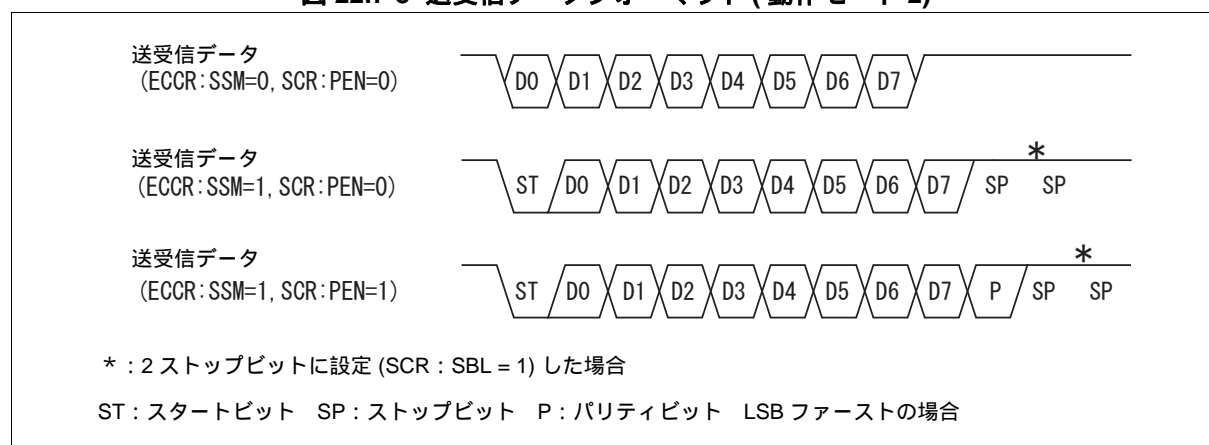 送受信データ
(ECCR:SSM=0, SCR:PEN=0)
D0 D1 D2 D3 D4 D5 D6 D7
*
送受信データ
(ECCR:SSM=1, SCR:PEN=0)
ST D0 D1 D2 D3 D4 D5 D6 D7 SP SP
*
送受信データ
(ECCR:SSM=1, SCR:PEN=1)
ST D0 D1 D2 D3 D4 D5 D6 D7 P SP SP
*:2 ストップビットに設定 (SCR:SBL = 1) した場合
ST:スタートビット SP:ストップビット P:パリティビット LSB ファーストの場合